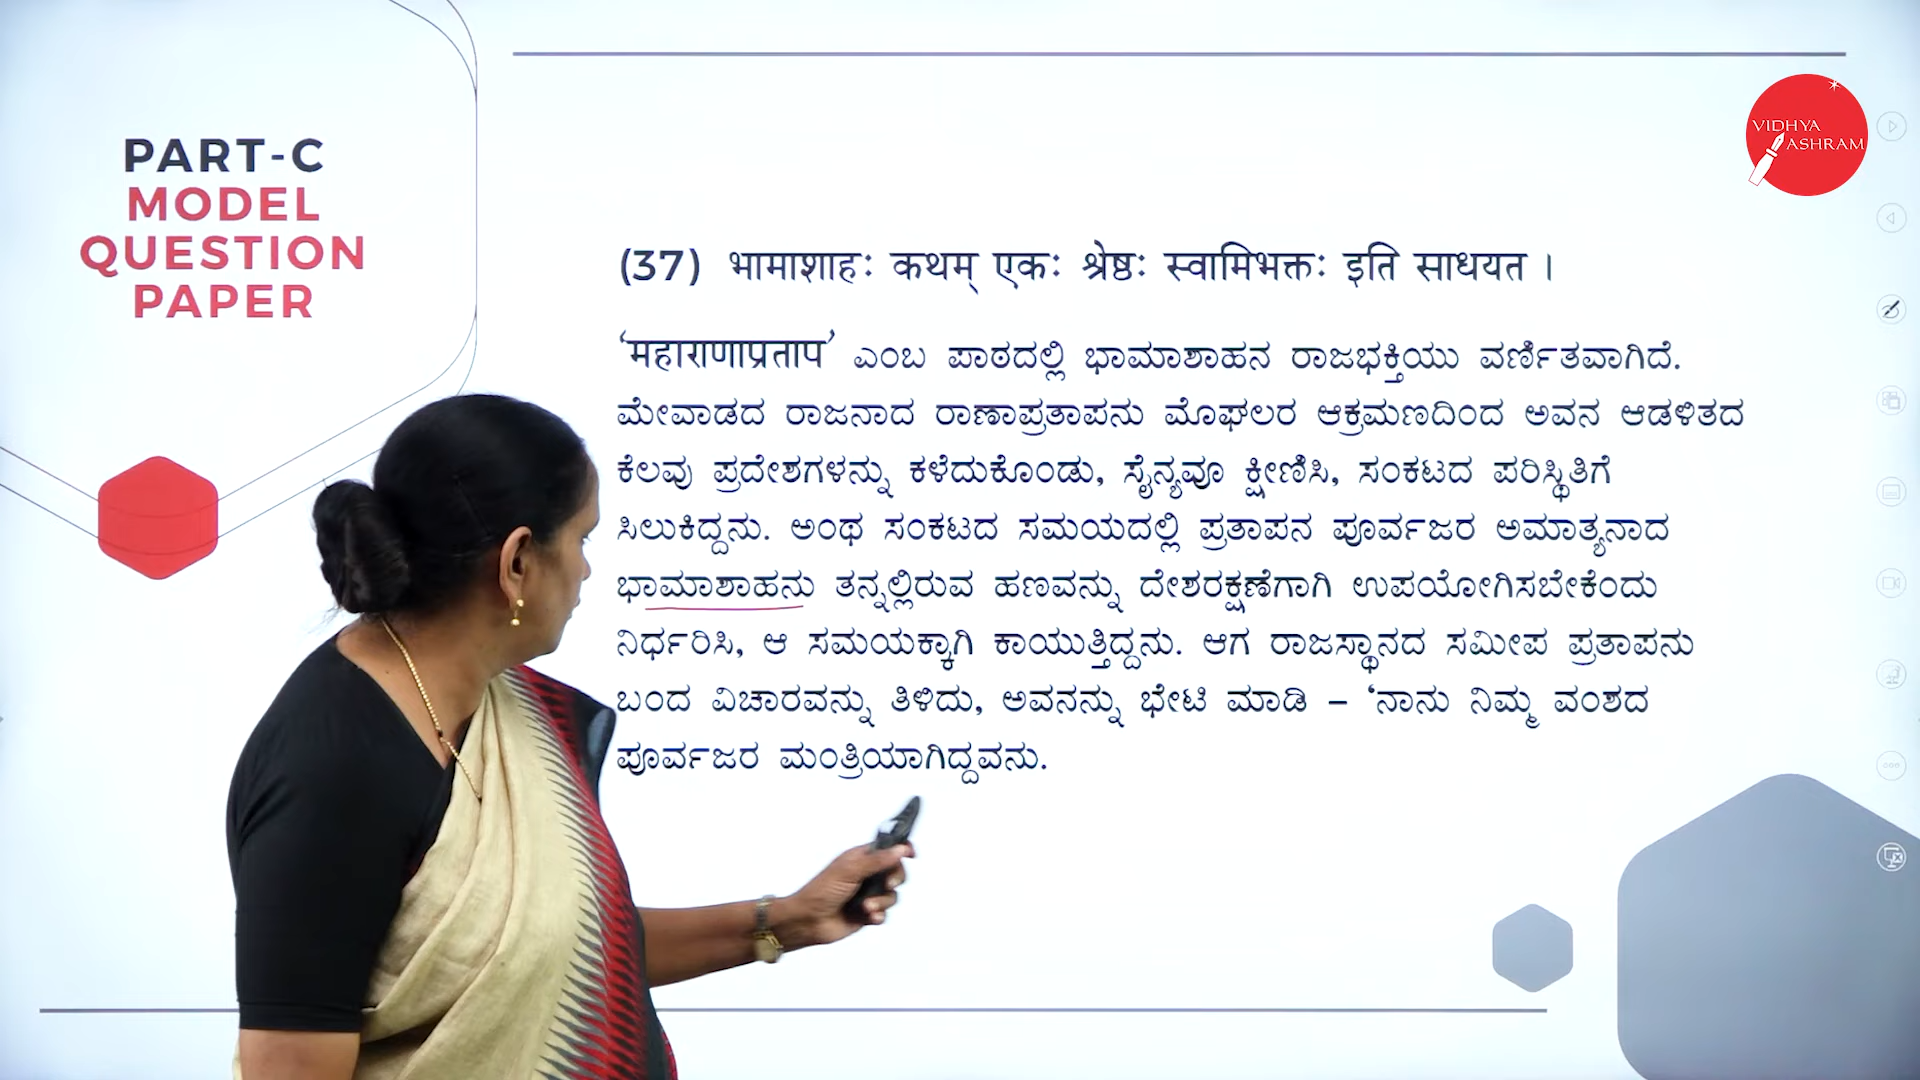 PART-C
MODEL
QUESTION
PAPER
VIDHYA
ASHRAM
(37) भामाशाहः कथम् एकः श्रेष्ठः स्वामिभक्तः इति साधयत ।
‘महाराणाप्रताप’ ಎಂಬ ಪಾಠದಲ್ಲಿ ಭಾಮಾಶಾಹನ ರಾಜಭಕ್ತಿಯು ವರ್ಣಿತವಾಗಿದೆ.
ಮೇವಾಡದ ರಾಜನಾದ ರಾಣಾಪ್ರತಾಪನು ಮೊಘಲರ ಆಕ್ರಮಣದಿಂದ ಅವನ ಆಡಳಿತದ
ಕೆಲವು ಪ್ರದೇಶಗಳನ್ನು ಕಳೆದುಕೊಂಡು, ಸೈನ್ಯವೂ ಕ್ಷೀಣಿಸಿ, ಸಂಕಟದ ಪರಿಸ್ಥಿತಿಗೆ
ಸಿಲುಕಿದ್ದನು. ಅಂಥ ಸಂಕಟದ ಸಮಯದಲ್ಲಿ ಪ್ರತಾಪನ ಪೂರ್ವಜರ ಅಮಾತ್ಯನಾದ
ಭಾಮಾಶಾಹನು ತನ್ನಲ್ಲಿರುವ ಹಣವನ್ನು ದೇಶರಕ್ಷಣೆಗಾಗಿ ಉಪಯೋಗಿಸಬೇಕೆಂದು
ನಿರ್ಧರಿಸಿ, ಆ ಸಮಯಕ್ಕಾಗಿ ಕಾಯುತ್ತಿದ್ದನು. ಆಗ ರಾಜಸ್ಥಾನದ ಸಮೀಪ ಪ್ರತಾಪನು
ಬಂದ ವಿಚಾರವನ್ನು ತಿಳಿದು, ಅವನನ್ನು ಭೇಟಿ ಮಾಡಿ – ‘ನಾನು ನಿಮ್ಮ ವಂಶದ
ಪೂರ್ವಜರ ಮಂತ್ರಿಯಾಗಿದ್ದವನು.